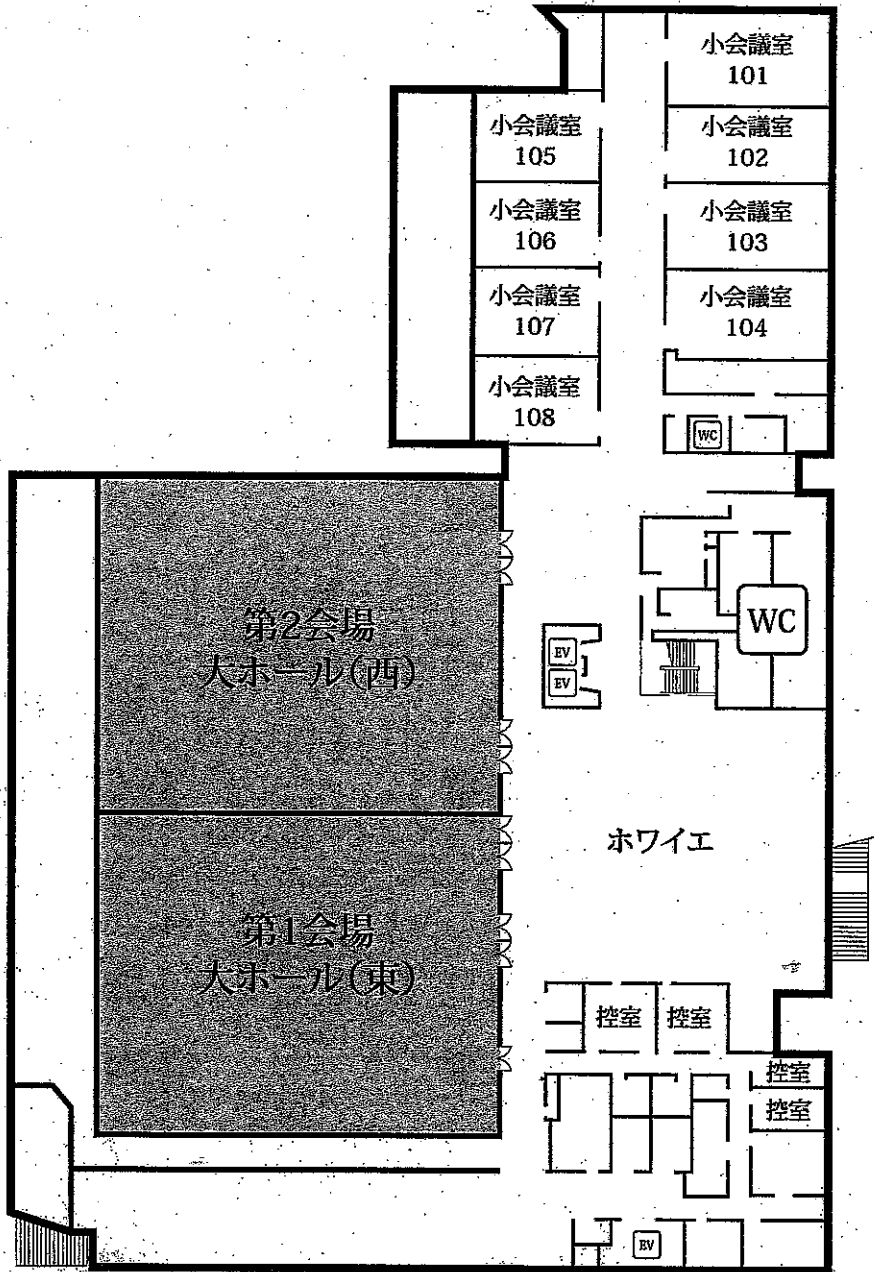 小会議室
101
小会議室
105
小会議室
102
小会議室
106
小会議室
103
小会議室
107
小会議室
104
小会議室
108
WC
第2会場
大ホール(西)
WC
EV
EV
ホワイエ
第1会場
大ホール(東)
控室
控室
控室
控室
EV